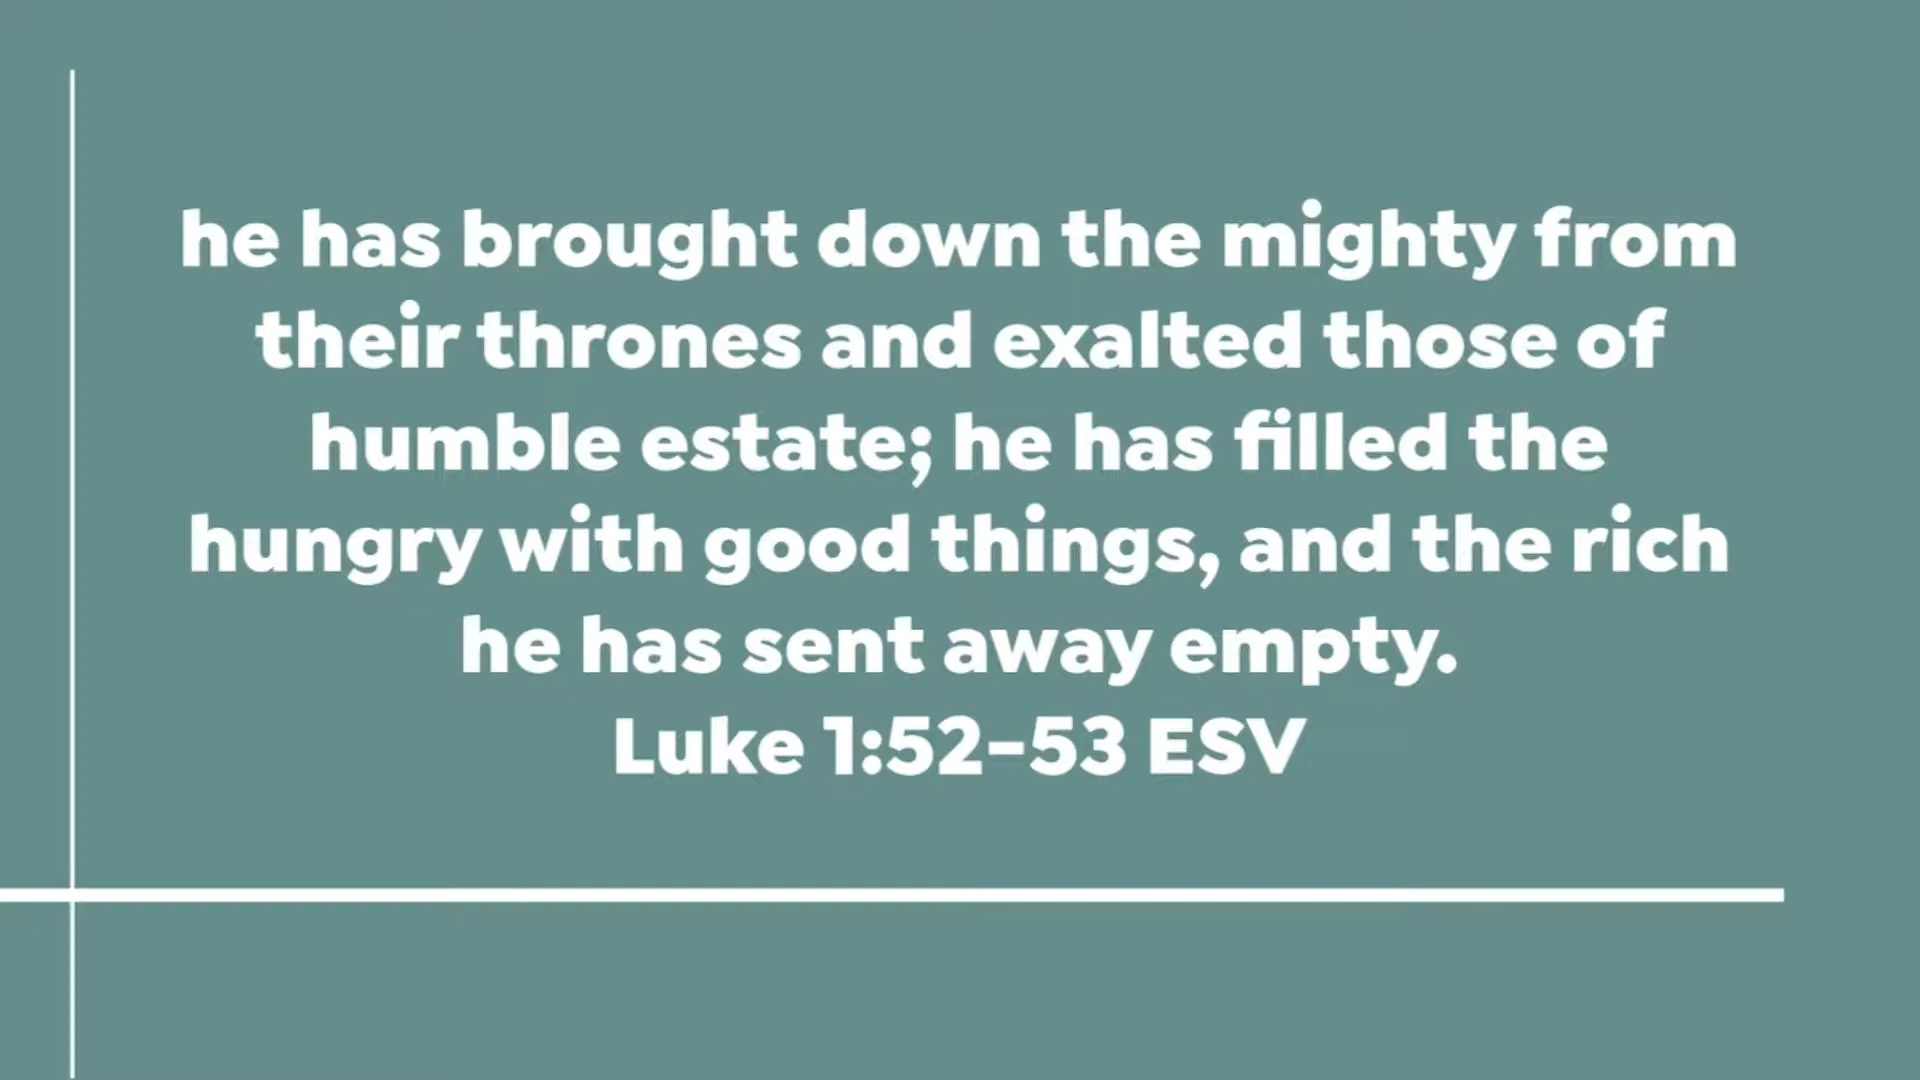 he has brought down the mighty from
their thrones and exalted those of
humble estate; he has filled the
hungry with good things, and the rich
he has sent away empty.
Luke 1:52–53 ESV